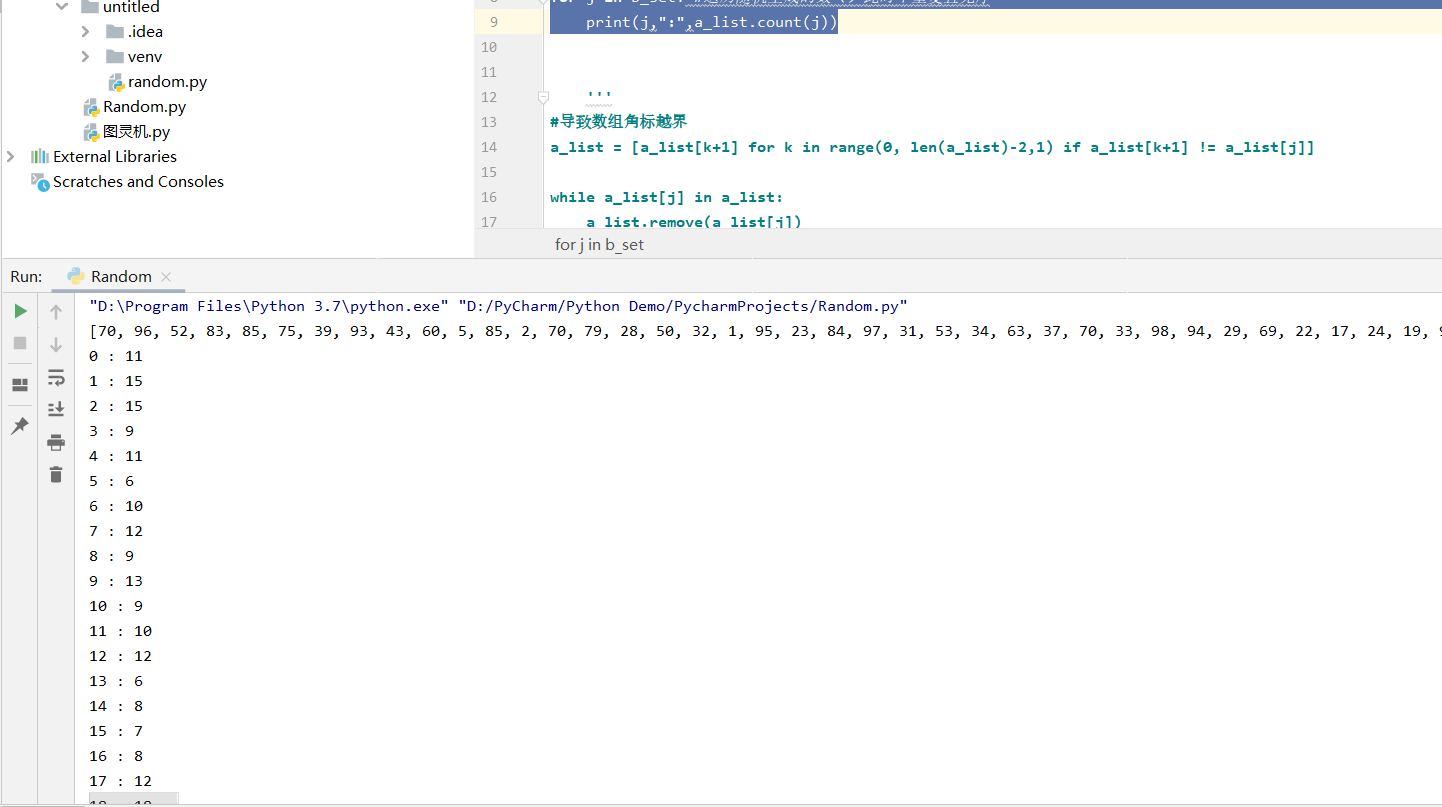 untitled
.idea
venv
random.py
Random.py
图灵机.py
External Libraries
Scratches and Consoles
9 print(j,":",a_list.count(j))
10
11
12 '''
13 #导致数组角标越界
14 a_list = [a_list[k+1] for k in range(0, len(a_list)-2,1) if a_list[k+1] != a_list[j]]
15
16 while a_list[j] in a_list:
17 a_list.remove(a_list[j])
for j in b_set
Run: Random
"D:\Program Files\Python 3.7\python.exe" "D:/PyCharm/Python Demo/PycharmProjects/Random.py"
[70, 96, 52, 83, 85, 75, 39, 93, 43, 60, 5, 85, 2, 70, 79, 28, 50, 32, 1, 95, 23, 84, 97, 31, 53, 34, 63, 37, 70, 33, 98, 94, 29, 69, 22, 17, 24, 19,
0 : 11
1 : 15
2 : 15
3 : 9
4 : 11
5 : 6
6 : 10
7 : 12
8 : 9
9 : 13
10 : 9
11 : 10
12 : 12
13 : 6
14 : 8
15 : 7
16 : 8
17 : 12